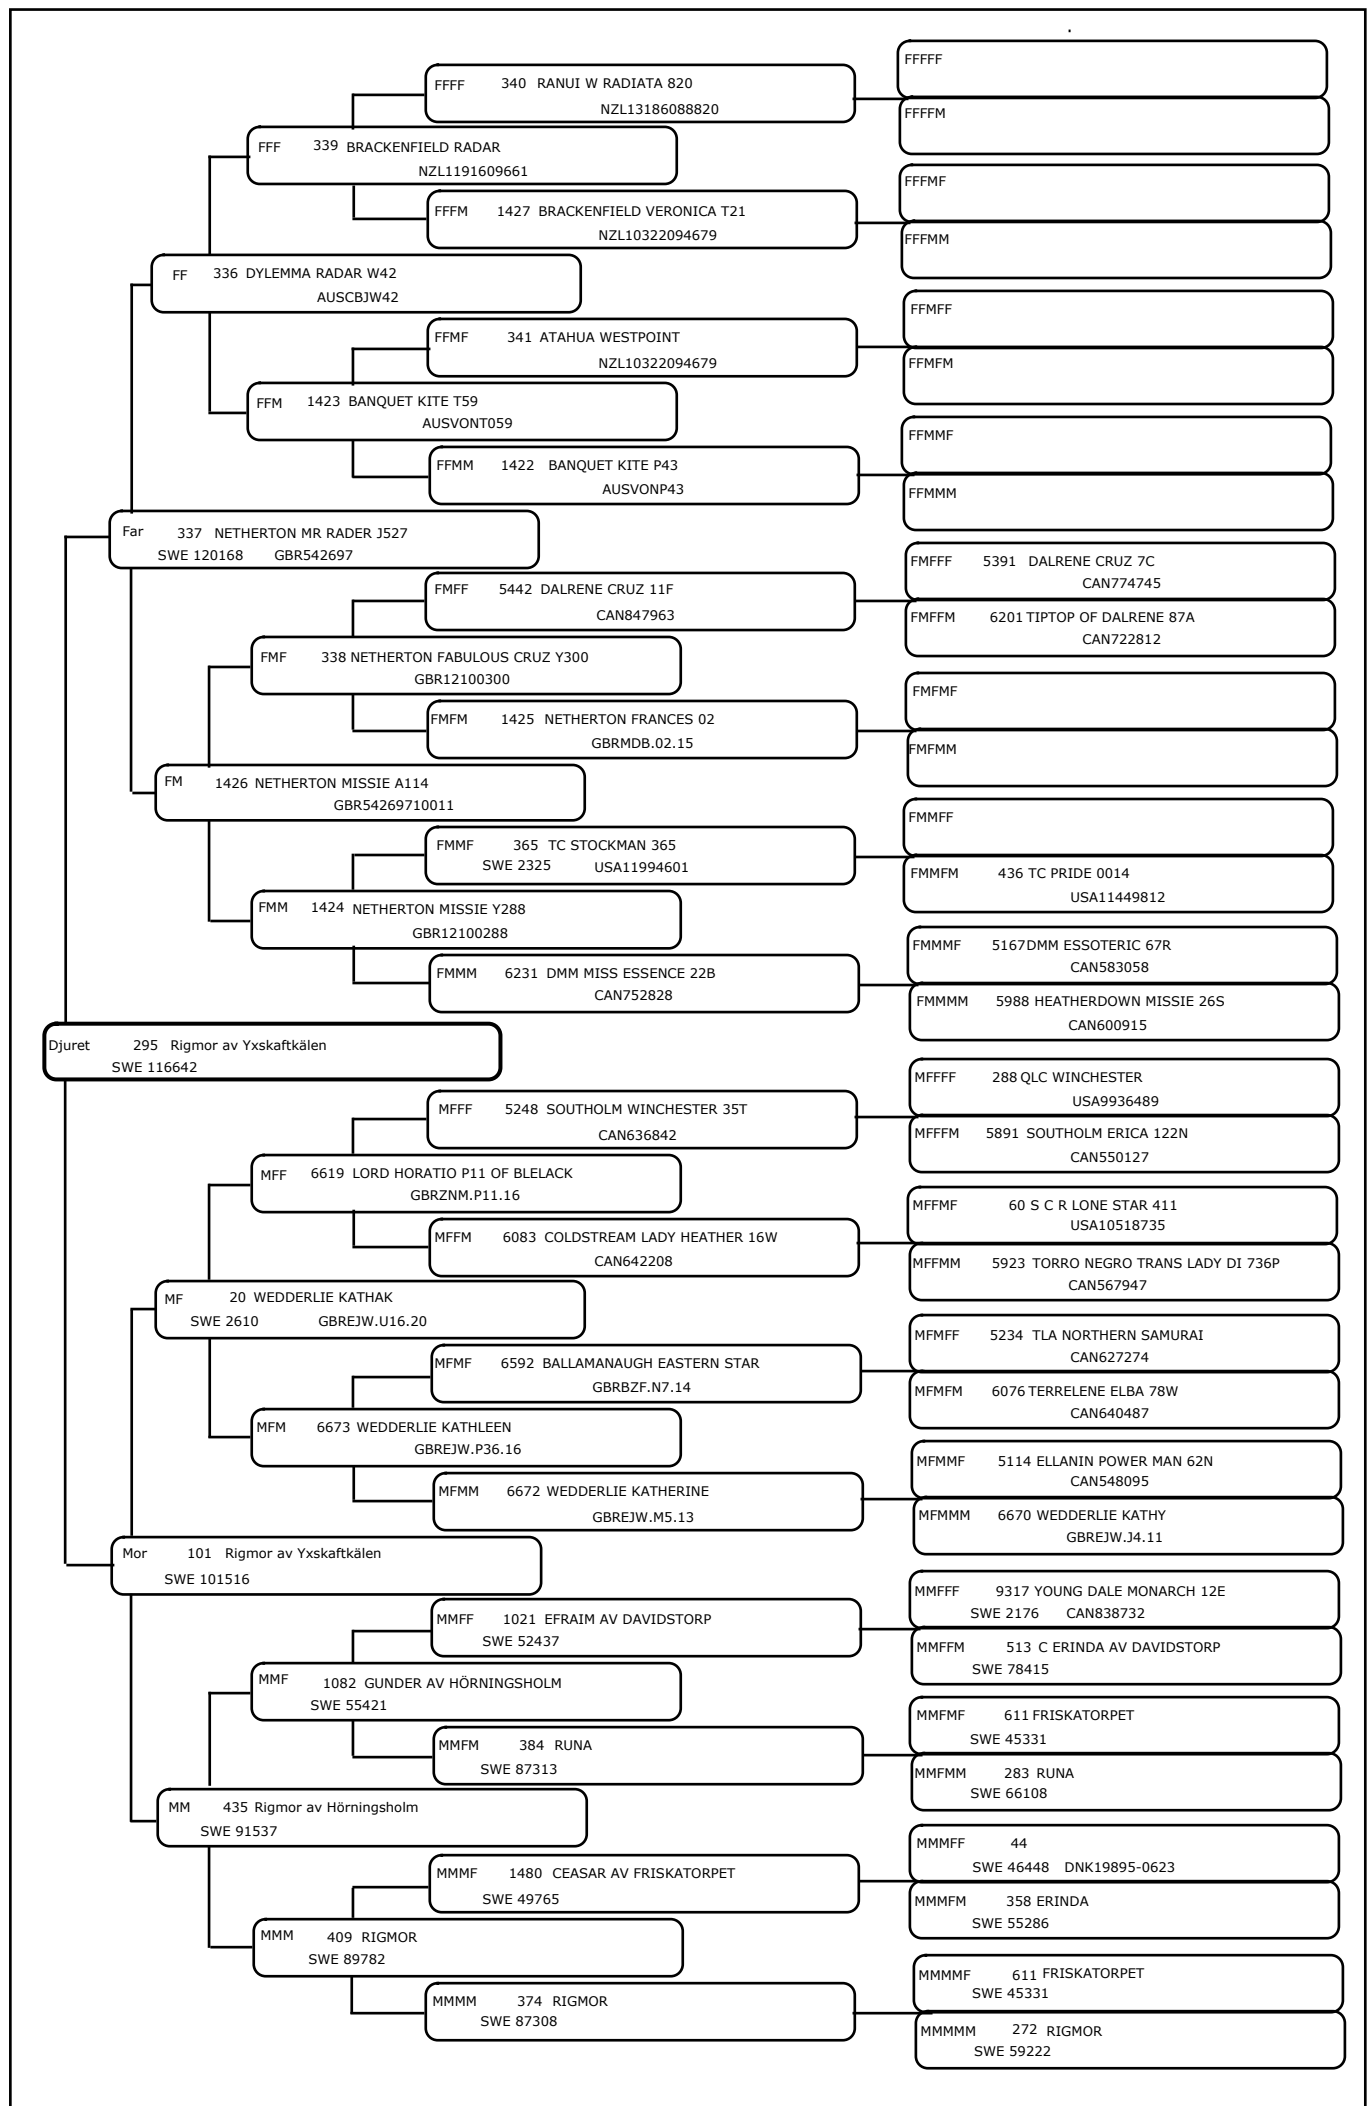 FFFFF
FFFF 340 RANUI W RADIATA 820
NZL13186088820
FFFFM
FFF 339 BRACKENFIELD RADAR
NZL1191609661
FFFMF
FFFM 1427 BRACKENFIELD VERONICA T21
NZL10322094679
FFFMM
FF 336 DYLEMMA RADAR W42
AUSCBJW42
FFMFF
FFMF 341 ATAHUA WESTPOINT
NZL10322094679
FFMFM
FFM 1423 BANQUET KITE T59
AUSVONT059
FFMMF
FFMM 1422 BANQUET KITE P43
AUSVONP43
FFMMM
Far 337 NETHERTON MR RADER J527
SWE 120168 GBR542697
FMFFF 5391 DALRENE CRUZ 7C
CAN774745
FMFF 5442 DALRENE CRUZ 11F
CAN847963
FMFFM 6201 TIPTOP OF DALRENE 87A
CAN722812
FMF 338 NETHERTON FABULOUS CRUZ Y300
GBR12100300
FMFMF
FMFM 1425 NETHERTON FRANCES 02
GBRMDB.02.15
FMFMM
FM 1426 NETHERTON MISSIE A114
GBR54269710011
FMMFF
FMMF 365 TC STOCKMAN 365
SWE 2325 USA11994601
FMMFM 436 TC PRIDE 0014
USA11449812
FMM 1424 NETHERTON MISSIE Y288
GBR12100288
FMMMF 5167DMM ESSOTERIC 67R
CAN583058
FMMM 6231 DMM MISS ESSENCE 22B
CAN752828
FMMMM 5988 HEATHERDOWN MISSIE 26S
CAN600915
Djuret 295 Rigmor av Yxskaftkälen
SWE 116642
MFFFF 288 QLC WINCHESTER
USA9936489
MFFF 5248 SOUTHOLM WINCHESTER 35T
CAN636842
MFFFM 5891 SOUTHOLM ERICA 122N
CAN550127
MFF 6619 LORD HORATIO P11 OF BLELACK
GBRZNM.P11.16
MFFMF 60 S C R LONE STAR 411
USA10518735
MFFM 6083 COLDSTREAM LADY HEATHER 16W
CAN642208
MFFMM 5923 TORRO NEGRO TRANS LADY DI 736P
CAN567947
MF 20 WEDDERLIE KATHAK
SWE 2610 GBREJW.U16.20
MFMFF 5234 TLA NORTHERN SAMURAI
CAN627274
MFMF 6592 BALLAMANAUGH EASTERN STAR
GBRBZF.N7.14
MFMFM 6076 TERRELENE ELBA 78W
CAN640487
MFM 6673 WEDDERLIE KATHLEEN
GBREJW.P36.16
MFMMF 5114 ELLANIN POWER MAN 62N
CAN548095
MFMM 6672 WEDDERLIE KATHERINE
GBREJW.M5.13
MFMMM 6670 WEDDERLIE KATHY
GBREJW.J4.11
Mor 101 Rigmor av Yxskaftkälen
SWE 101516
MMFFF 9317 YOUNG DALE MONARCH 12E
SWE 2176 CAN838732
MMFF 1021 EFRAIM AV DAVIDSTORP
SWE 52437
MMFFM 513 C ERINDA AV DAVIDSTORP
SWE 78415
MMF 1082 GUNDER AV HÖRNINGSHOLM
SWE 55421
MMFMF 611 FRISKATORPET
SWE 45331
MMFM 384 RUNA
SWE 87313
MMFMM 283 RUNA
SWE 66108
MM 435 Rigmor av Hörningsholm
SWE 91537
MMMFF 44
SWE 46448 DNK19895-0623
MMMF 1480 CEASAR AV FRISKATORPET
SWE 49765
MMMFM 358 ERINDA
SWE 55286
MMM 409 RIGMOR
SWE 89782
MMMMF 611 FRISKATORPET
SWE 45331
MMMM 374 RIGMOR
SWE 87308
MMMMM 272 RIGMOR
SWE 59222